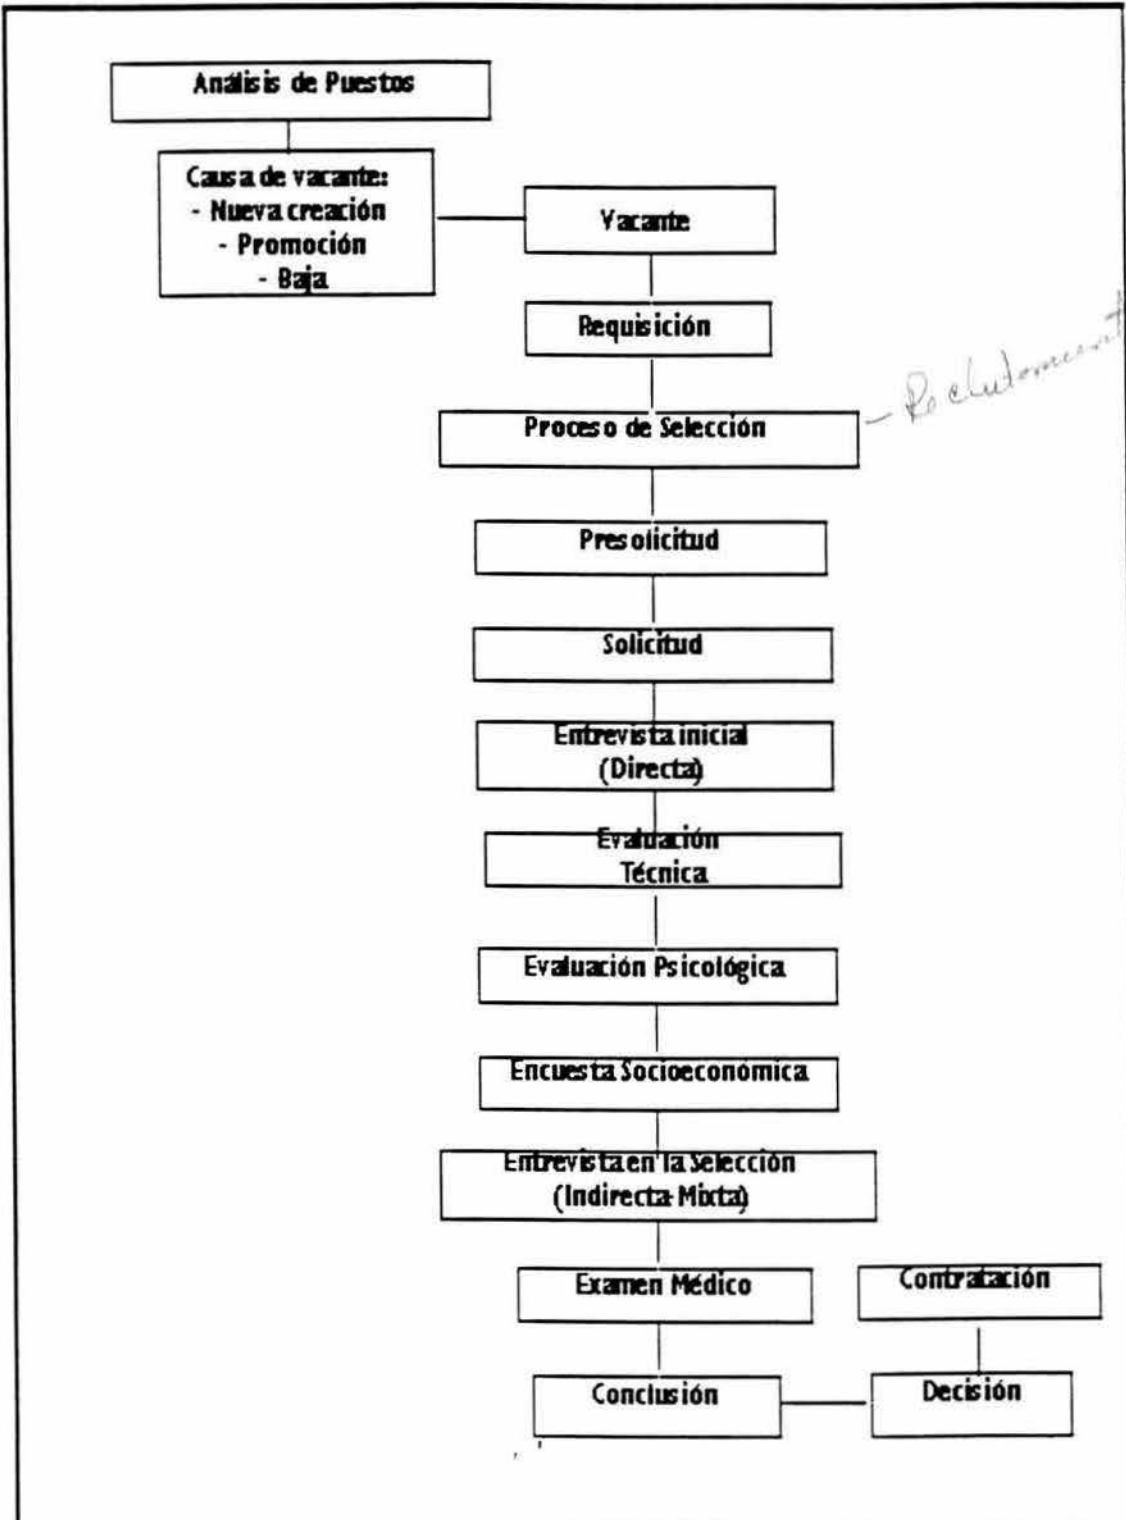 Análisis de Puestos
Causa de vacante:
- Nueva creación
- Promoción
- Baja
Vacante
Requisición
Proceso de Selección
- Reclutamient
Presolicitud
Solicitud
Entrevista inicial
(Directa)
Evaluación
Técnica
Evaluación Psicológica
Encuesta Socioeconómica
Entrevista en la Selección
(Indirecta-Mixta)
Examen Médico
Contratación
Conclusión
Decisión